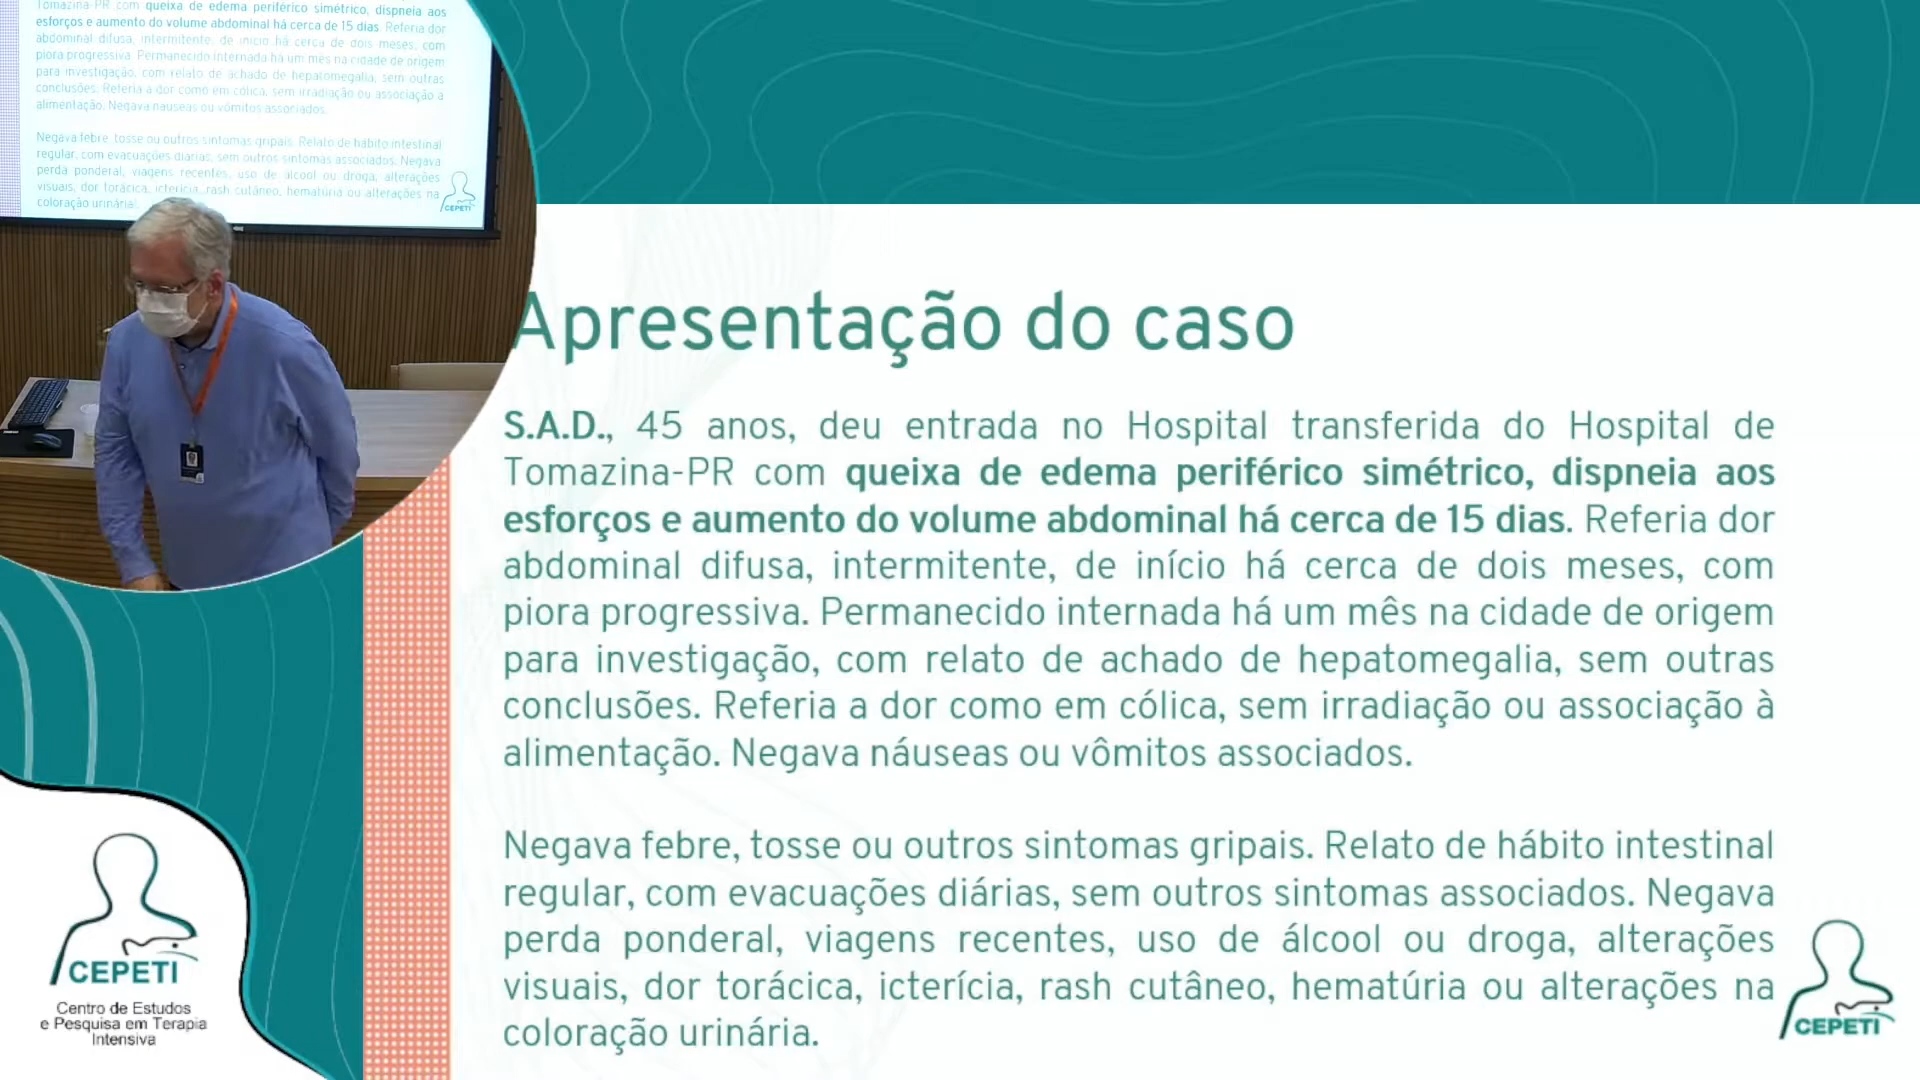 Tomazina-PR com queixa de edema periférico simétrico, dispneia aos
esforços e aumento do volume abdominal há cerca de 15 dias. Referia dor
abdominal difusa, intermitente, de início há cerca de dois meses, com
piora progressiva. Permanecido internada há um mês na cidade de origem
para investigação, com relato de achado de hepatomegalia, sem outras
conclusões. Referia a dor como em cólica, sem irradiação ou associação à
alimentação. Negava náuseas ou vômitos associados.
Negava febre, tosse ou outros sintomas gripais. Relato de hábito intestinal
regular, com evacuações diárias, sem outros sintomas associados. Negava
perda ponderal, viagens recentes, uso de álcool ou droga, alterações
visuais, dor torácica, icterícia, rash cutâneo, hematúria ou alterações na
coloração urinária.
CEPETI
Apresentação do caso
S.A.D., 45 anos, deu entrada no Hospital transferida do Hospital de
Tomazina-PR com queixa de edema periférico simétrico, dispneia aos
esforços e aumento do volume abdominal há cerca de 15 dias. Referia dor
abdominal difusa, intermitente, de início há cerca de dois meses, com
piora progressiva. Permanecido internada há um mês na cidade de origem
para investigação, com relato de achado de hepatomegalia, sem outras
conclusões. Referia a dor como em cólica, sem irradiação ou associação à
alimentação. Negava náuseas ou vômitos associados.
Negava febre, tosse ou outros sintomas gripais. Relato de hábito intestinal
regular, com evacuações diárias, sem outros sintomas associados. Negava
perda ponderal, viagens recentes, uso de álcool ou droga, alterações
visuais, dor torácica, icterícia, rash cutâneo, hematúria ou alterações na
coloração urinária.
CEPETI
Centro de Estudos
e Pesquisa em Terapia
Intensiva
CEPETI